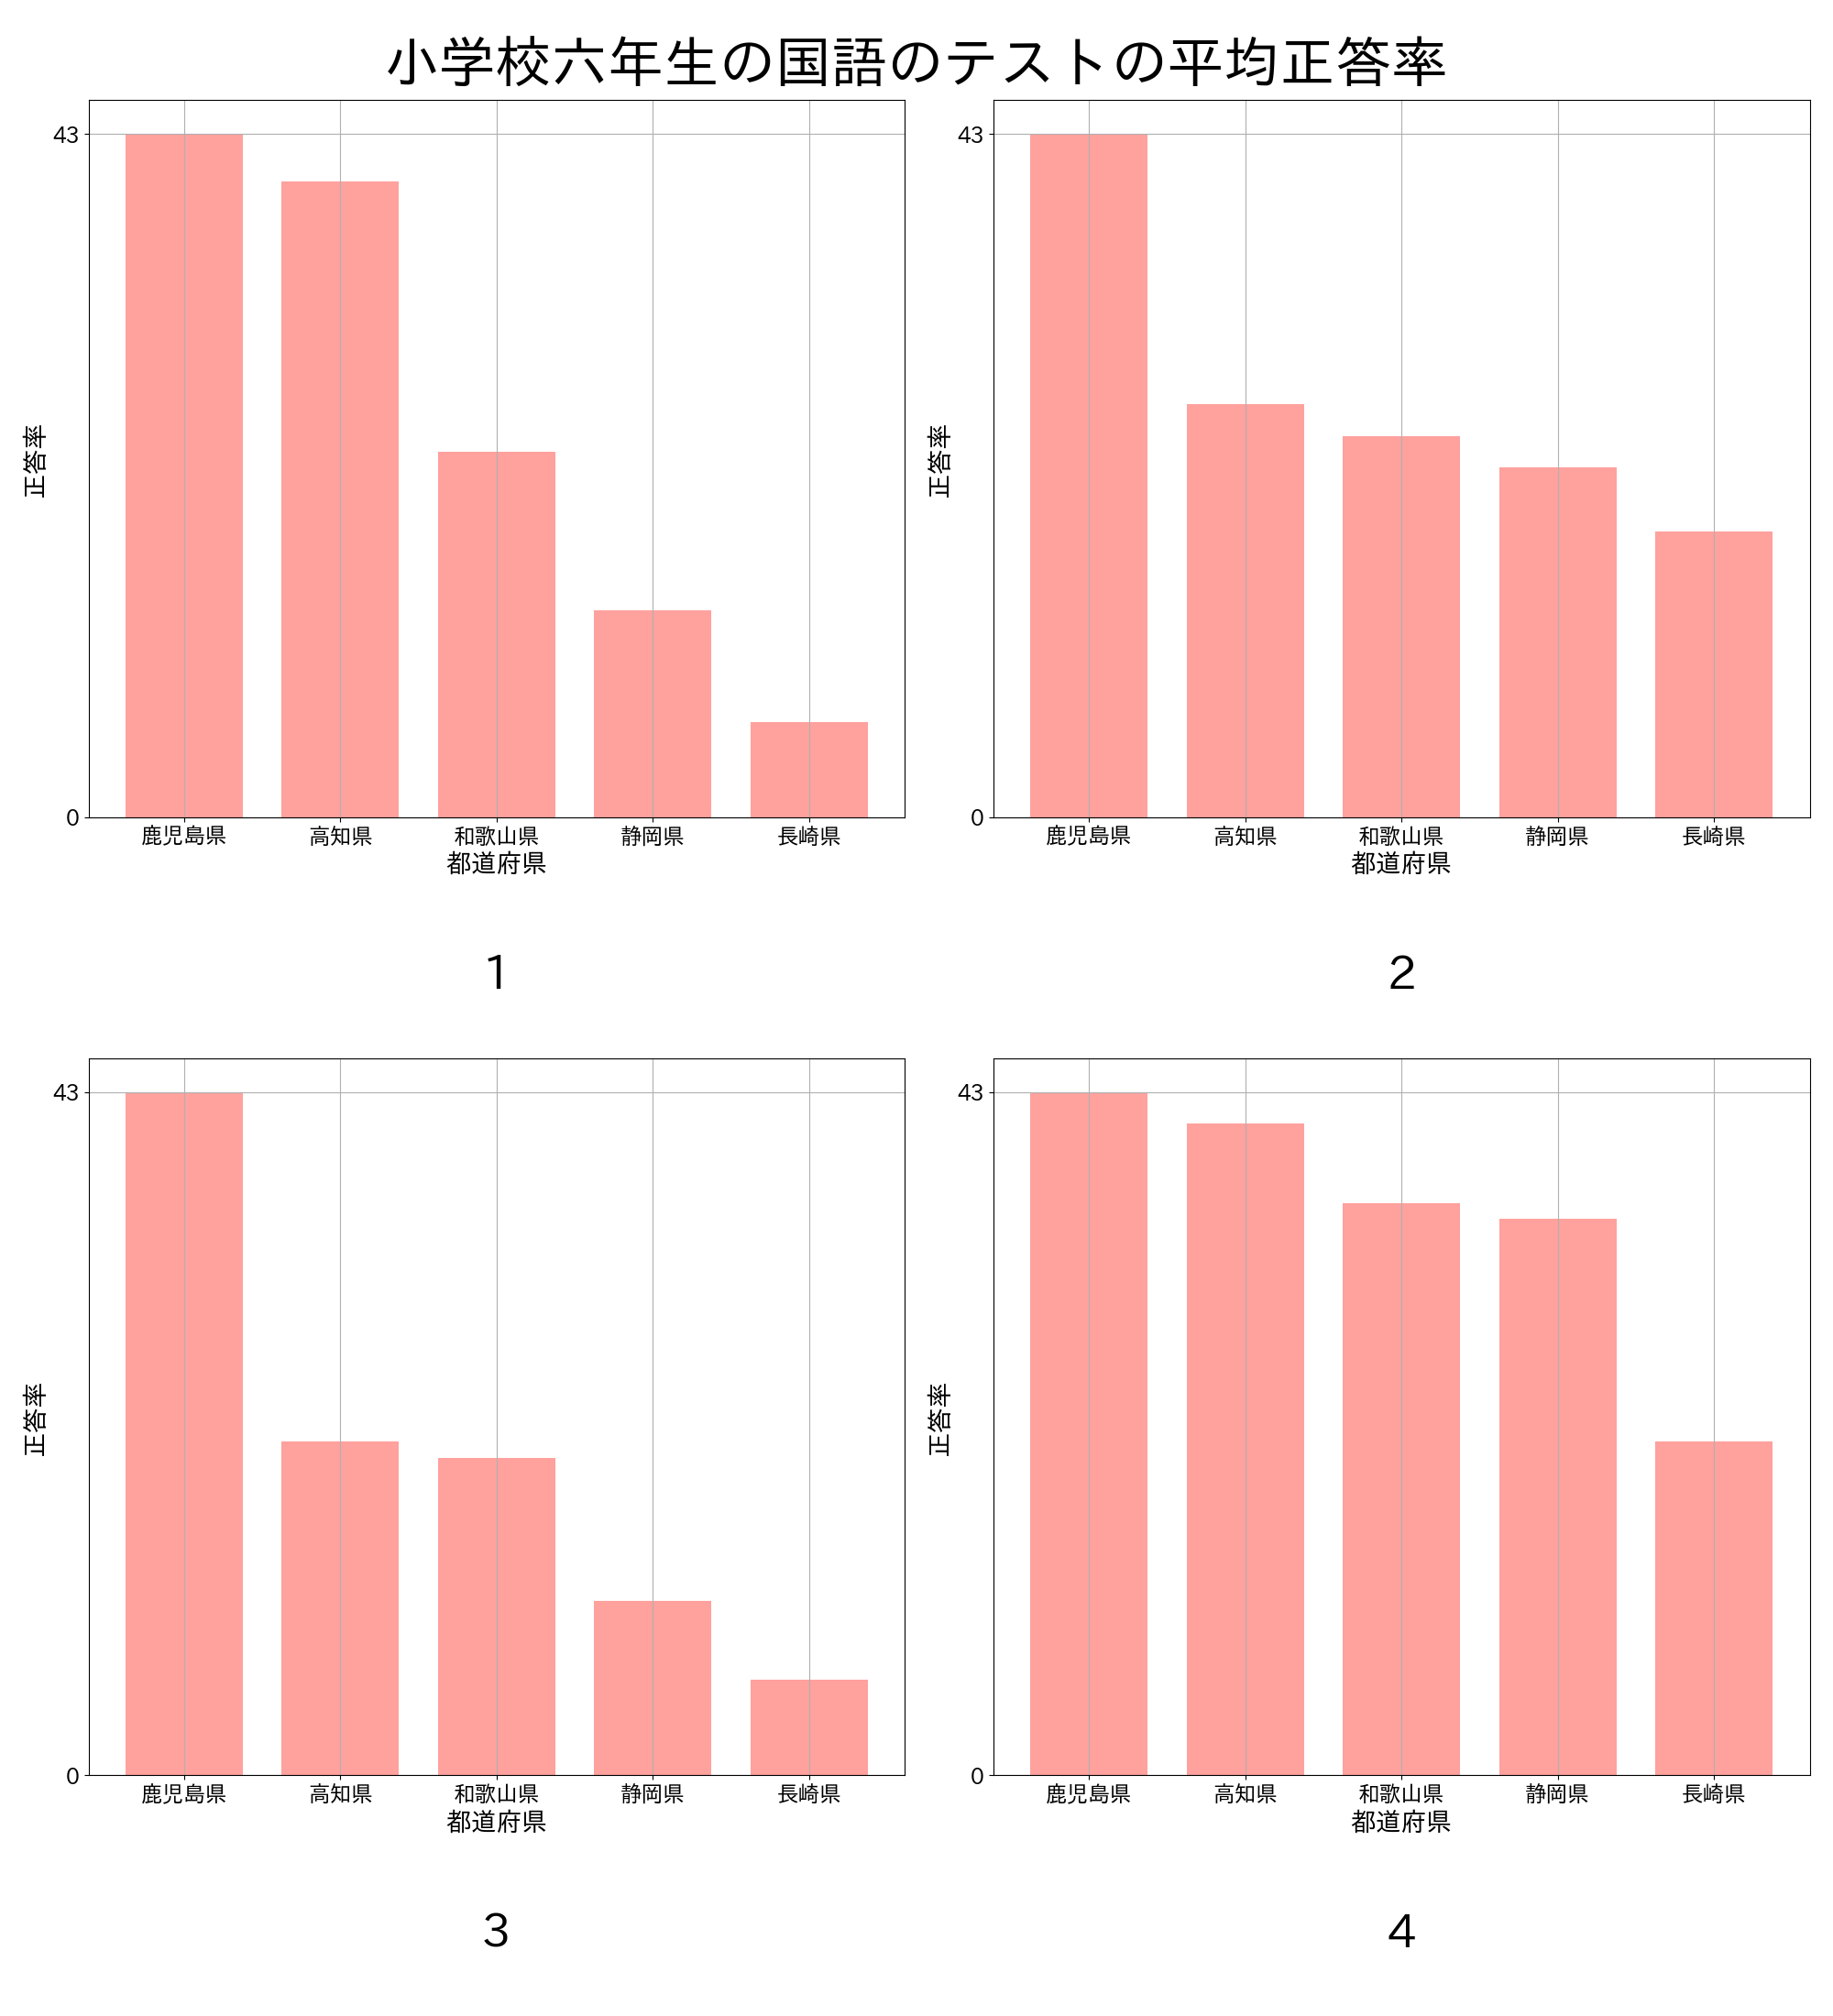 小学校六年生の国語のテストの平均正答率
43
正答率
0
鹿児島県 高知県 和歌山県 静岡県 長崎県
都道府県
1
43
正答率
0
鹿児島県 高知県 和歌山県 静岡県 長崎県
都道府県
2
43
正答率
0
鹿児島県 高知県 和歌山県 静岡県 長崎県
都道府県
3
43
正答率
0
鹿児島県 高知県 和歌山県 静岡県 長崎県
都道府県
4